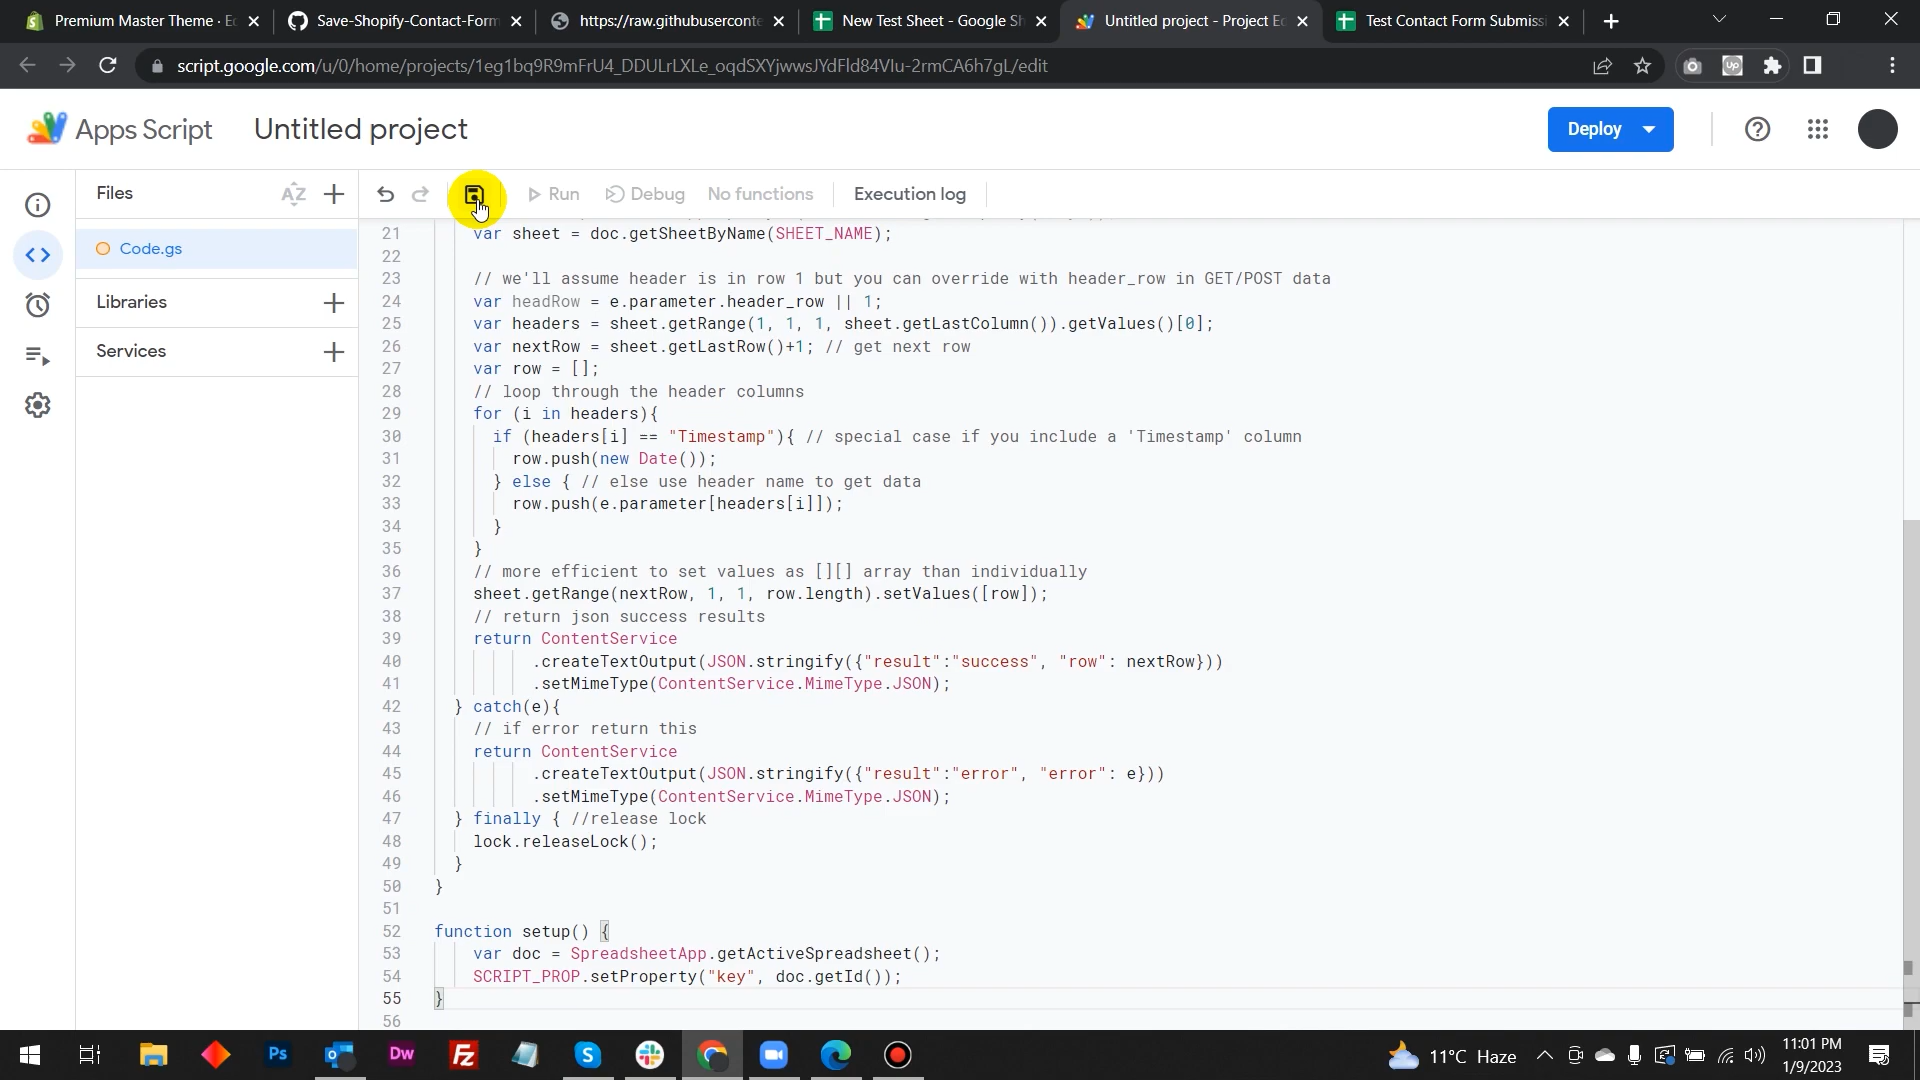 Premium Master Theme · Ec
Save-Shopify-Contact-Form
https://raw.githubuserconte
New Test Sheet - Google Sh
Untitled project - Project Ed
Test Contact Form Submissi
script.google.com/u/0/home/projects/1eg1bq9R9mFrU4_DDULrLXLe_oqdSXYjwwsJYdFld84VIu-2rmCA6h7gL/edit
Apps Script
Untitled project
Deploy
Files
AZ
Run
Debug
No functions
Execution log
Code.gs
Libraries
Services
21 var sheet = doc.getSheetByName(SHEET_NAME);
22
23 // we'll assume header is in row 1 but you can override with header_row in GET/POST data
24 var headRow = e.parameter.header_row || 1;
25 var headers = sheet.getRange(1, 1, 1, sheet.getLastColumn()).getValues()[0];
26 var nextRow = sheet.getLastRow()+1; // get next row
27 var row = [];
28 // loop through the header columns
29 for (i in headers){
30 if (headers[i] == "Timestamp"){ // special case if you include a 'Timestamp' column
31 row.push(new Date());
32 } else { // else use header name to get data
33 row.push(e.parameter[headers[i]]);
34 }
35 }
36 // more efficient to set values as [][] array than individually
37 sheet.getRange(nextRow, 1, 1, row.length).setValues([row]);
38 // return json success results
39 return ContentService
40 .createTextOutput(JSON.stringify({"result":"success", "row": nextRow}))
41 .setMimeType(ContentService.MimeType.JSON);
42 } catch(e){
43 // if error return this
44 return ContentService
45 .createTextOutput(JSON.stringify({"result":"error", "error": e}))
46 .setMimeType(ContentService.MimeType.JSON);
47 } finally { //release lock
48 lock.releaseLock();
49 }
50 }
51
52 function setup() {
53 var doc = SpreadsheetApp.getActiveSpreadsheet();
54 SCRIPT_PROP.setProperty("key", doc.getId());
55 }
56
Ps
Dw
Fz
S
11°C Haze
11:01 PM
1/9/2023